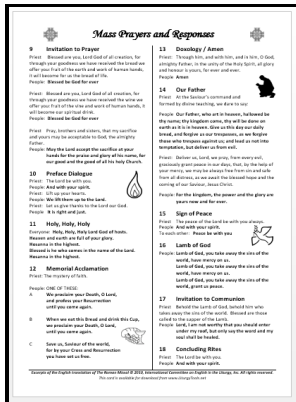 Mass Prayers and Responses
9 Invitation to Prayer
Priest: Blessed are you, Lord God of all creation, for
through your goodness we have received the bread we
offer you: fruit of the earth and work of human hands,
it will become for us the bread of life.
People: Blessed be God for ever
Priest: Blessed are you, Lord God of all creation, for
through your goodness we have received the wine we
offer you: fruit of the vine and work of human hands, it
will become our spiritual drink.
People: Blessed be God for ever
Priest: Pray, brothers and sisters, that my sacrifice
and yours may be acceptable to God, the almighty
Father.
People: May the Lord accept the sacrifice at your
hands for the praise and glory of his name, for
our good and the good of all his holy Church.
10 Preface Dialogue
Priest: The Lord be with you.
People: And with your spirit.
Priest: Lift up your hearts.
People: We lift them up to the Lord.
Priest: Let us give thanks to the Lord our God.
People: It is right and just.
11 Holy, Holy, Holy
Everyone: Holy, Holy, Holy Lord God of hosts.
Heaven and earth are full of your glory.
Hosanna in the highest.
Blessed is he who comes in the name of the Lord.
Hosanna in the highest.
12 Memorial Acclamation
Priest: The mystery of faith.
People: ONE OF THESE:
A We proclaim your Death, O Lord,
and profess your Resurrection
until you come again.
B When we eat this Bread and drink this Cup,
we proclaim your Death, O Lord,
until you come again.
C Save us, Saviour of the world,
for by your Cross and Resurrection
you have set us free.
13 Doxology / Amen
Priest: Through him, and with him, and in him, O God,
almighty Father, in the unity of the Holy Spirit, all glory
and honour is yours, for ever and ever.
People: Amen
14 Our Father
Priest: At the Saviour's command and
formed by divine teaching, we dare to say:
People: Our Father, who art in heaven, hallowed be
thy name; thy kingdom come, thy will be done on
earth as it is in heaven. Give us this day our daily
bread, and forgive us our trespasses, as we forgive
those who trespass against us; and lead us not into
temptation, but deliver us from evil.
Priest: Deliver us, Lord, we pray, from every evil,
graciously grant peace in our days, that, by the help of
your mercy, we may be always free from sin and safe
from all distress, as we await the blessed hope and the
coming of our Saviour, Jesus Christ.
People: For the kingdom, the power and the glory are
yours now and for ever.
15 Sign of Peace
Priest: The peace of the Lord be with you always.
People: And with your spirit.
To each other: Peace be with you
16 Lamb of God
People: Lamb of God, you take away the sins of the
world, have mercy on us.
Lamb of God, you take away the sins of the
world, have mercy on us.
Lamb of God, you take away the sins of the
world, grant us peace.
17 Invitation to Communion
Priest: Behold the Lamb of God, behold him who
takes away the sins of the world. Blessed are those
called to the supper of the Lamb.
People: Lord, I am not worthy that you should enter
under my roof, but only say the word and my
soul shall be healed.
18 Concluding Rites
Priest: The Lord be with you.
People: And with your spirit.
Excerpts of the English translation of The Roman Missal © 2010, International Committee on English in the Liturgy, Inc. All rights reserved